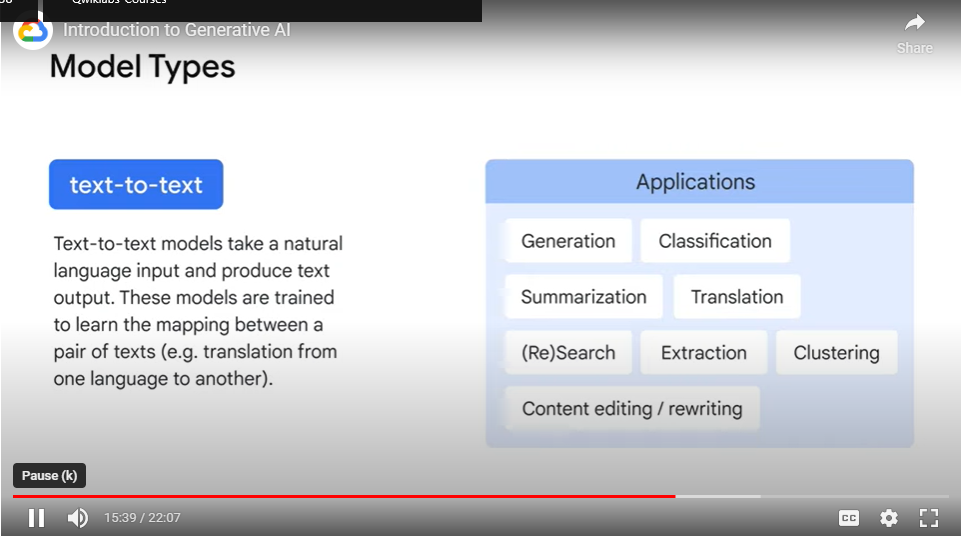 Qwiklabs-Courses
Introduction to Generative AI
Share
Model Types
text-to-text
Text-to-text models take a natural
language input and produce text
output. These models are trained
to learn the mapping between a
pair of texts (e.g. translation from
one language to another).
Applications
Generation Classification
Summarization Translation
(Re)Search Extraction Clustering
Content editing / rewriting
Pause (k)
15:39 / 22:07
CC